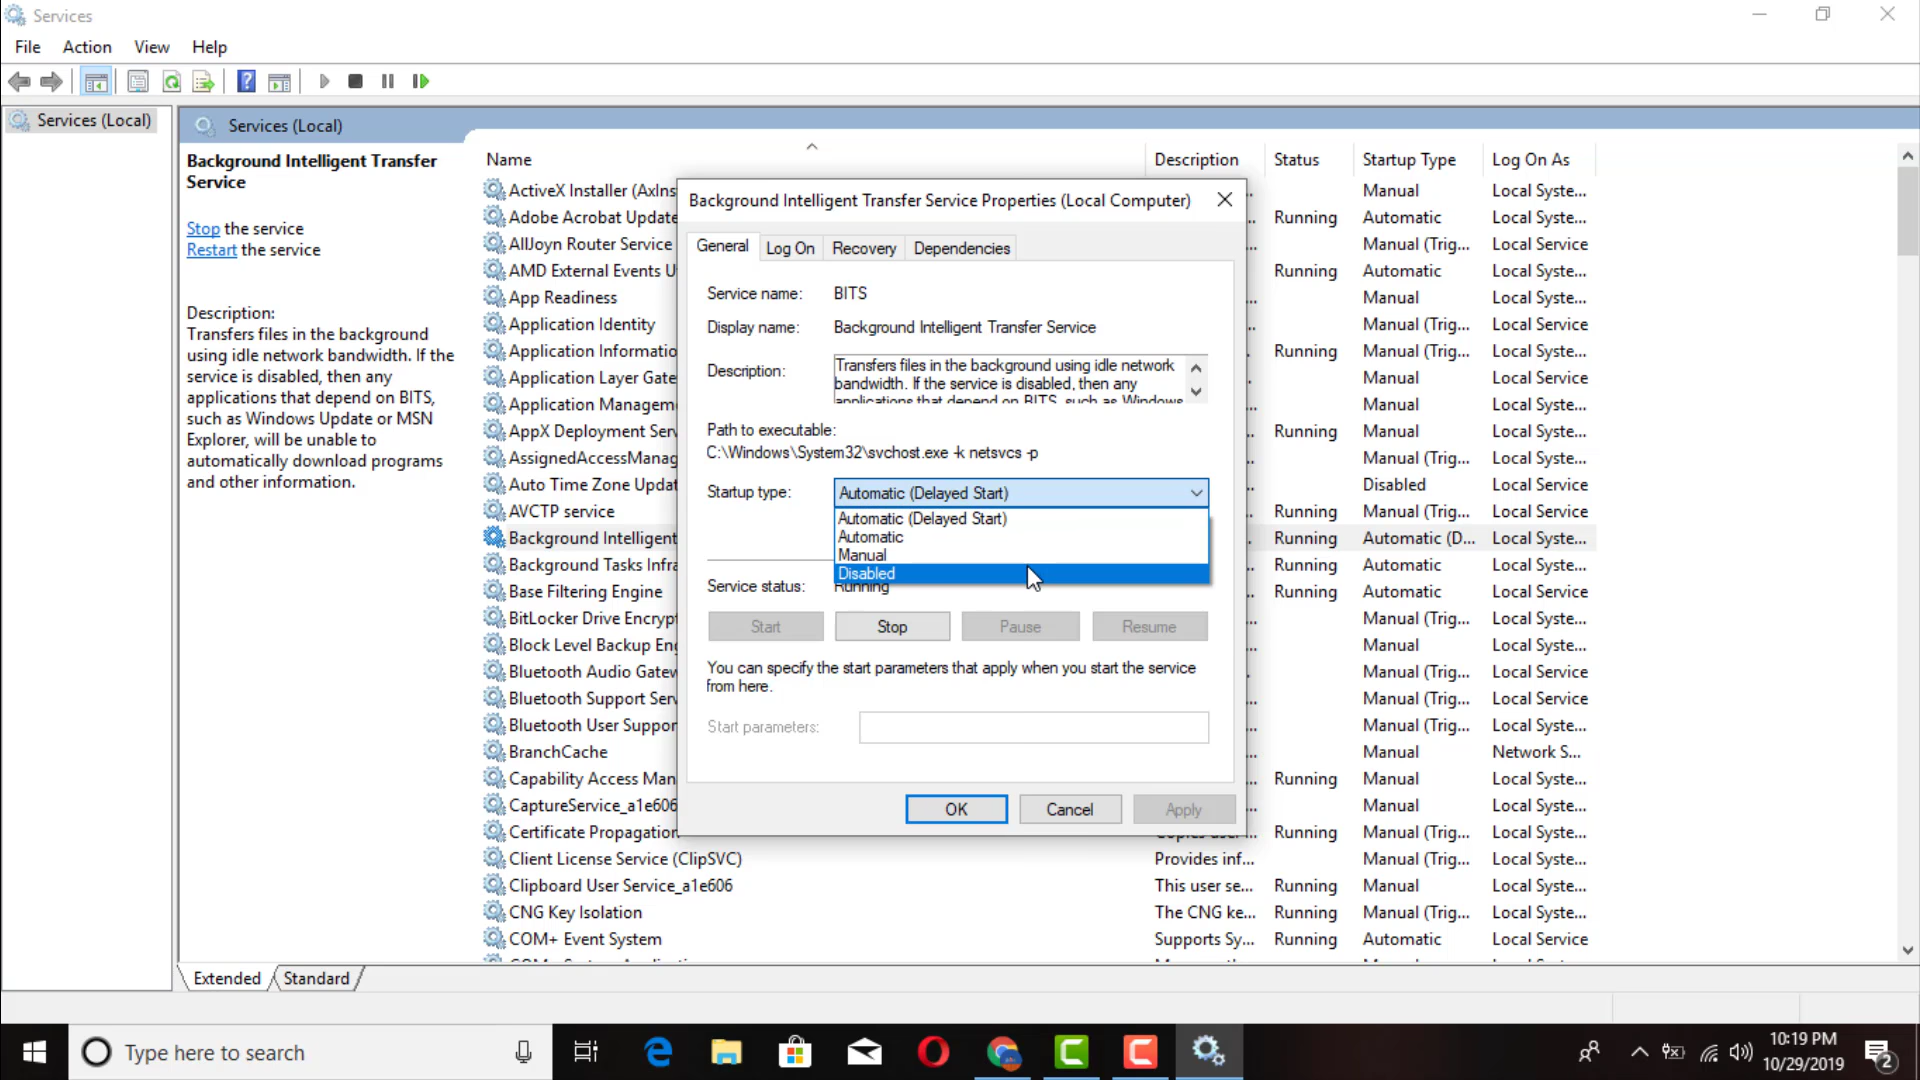 Services
File Action View Help
Services (Local)
Services (Local)
Background Intelligent Transfer
Service
Stop the service
Restart the service
Description:
Transfers files in the background
using idle network bandwidth. If the
service is disabled, then any
applications that depend on BITS,
such as Windows Update or MSN
Explorer, will be unable to
automatically download programs
and other information.
Name Description Status Startup Type Log On As
ActiveX Installer (AxIns Manual Local Syste...
Adobe Acrobat Update Running Automatic Local Syste...
AllJoyn Router Service Manual (Trig... Local Service
AMD External Events U Running Automatic Local Syste...
App Readiness Manual Local Syste...
Application Identity Manual (Trig... Local Service
Application Informatio Running Manual (Trig... Local Syste...
Application Layer Gate Manual Local Service
Application Managem Manual Local Syste...
AppX Deployment Serv Running Manual Local Syste...
AssignedAccessManag Manual (Trig... Local Syste...
Auto Time Zone Updat Disabled Local Service
AVCTP service Running Manual (Trig... Local Service
Background Intelligent Running Automatic (D... Local Syste...
Background Tasks Infra Running Automatic Local Syste...
Base Filtering Engine Running Automatic Local Service
BitLocker Drive Encryp Manual (Trig... Local Syste...
Block Level Backup Eng Manual Local Syste...
Bluetooth Audio Gatew Manual (Trig... Local Service
Bluetooth Support Serv Manual (Trig... Local Service
Bluetooth User Suppor Manual (Trig... Local Syste...
BranchCache Manual Network S...
Capability Access Man Running Manual Local Syste...
CaptureService_a1e606 Manual Local Syste...
Certificate Propagation Running Manual (Trig... Local Syste...
Client License Service (ClipSVC) Provides inf... Manual (Trig... Local Syste...
Clipboard User Service_a1e606 This user se... Running Manual Local Syste...
CNG Key Isolation The CNG ke... Running Manual (Trig... Local Syste...
COM+ Event System Supports Sy... Running Automatic Local Service
Background Intelligent Transfer Service Properties (Local Computer)
General Log On Recovery Dependencies
Service name: BITS
Display name: Background Intelligent Transfer Service
Description: Transfers files in the background using idle network
bandwidth. If the service is disabled, then any
applications that depend on BITS, such as Windows
Path to executable:
C:\Windows\System32\svchost.exe -k netsvcs -p
Startup type: Automatic (Delayed Start)
Automatic (Delayed Start)
Automatic
Manual
Disabled
Service status: Running
Start Stop Pause Resume
You can specify the start parameters that apply when you start the service
from here.
Start parameters:
OK Cancel Apply
Extended Standard
Type here to search
10:19 PM
10/29/2019
2